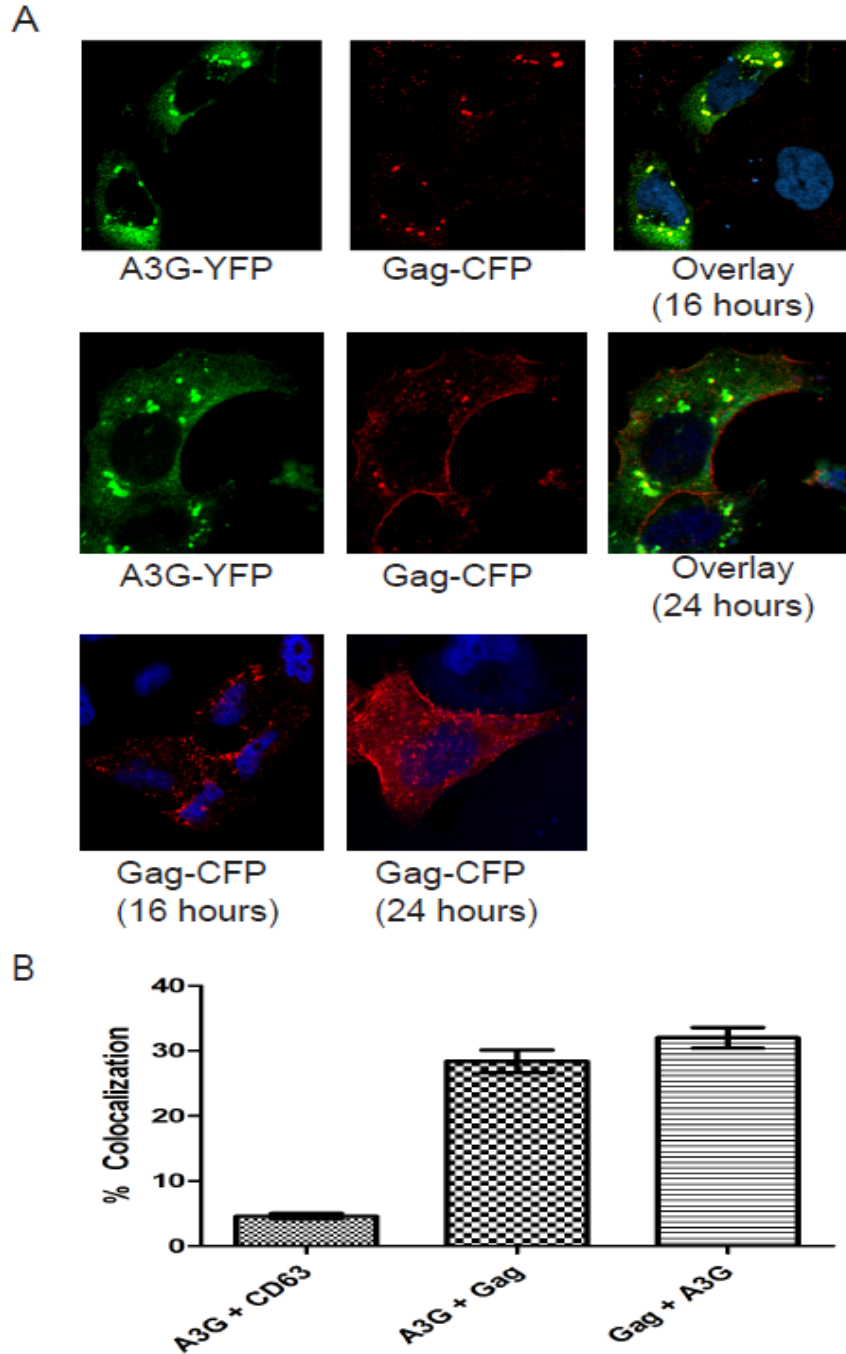 A
A3G-YFP
Gag-CFP
Overlay
(16 hours)
A3G-YFP
Gag-CFP
Overlay
(24 hours)
Gag-CFP
(16 hours)
Gag-CFP
(24 hours)
B
% Colocalization
40
30
20
10
0
A3G + CD63
A3G + Gag
Gag + A3G